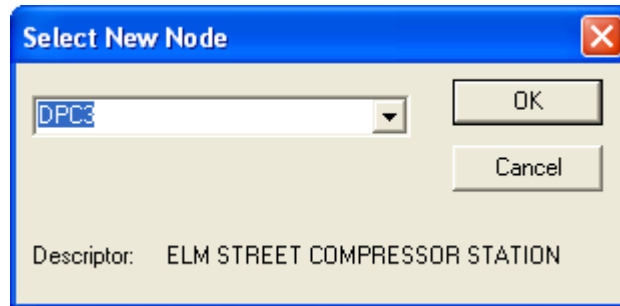 Select New Node
DPC3
OK
Cancel
Descriptor: ELM STREET COMPRESSOR STATION